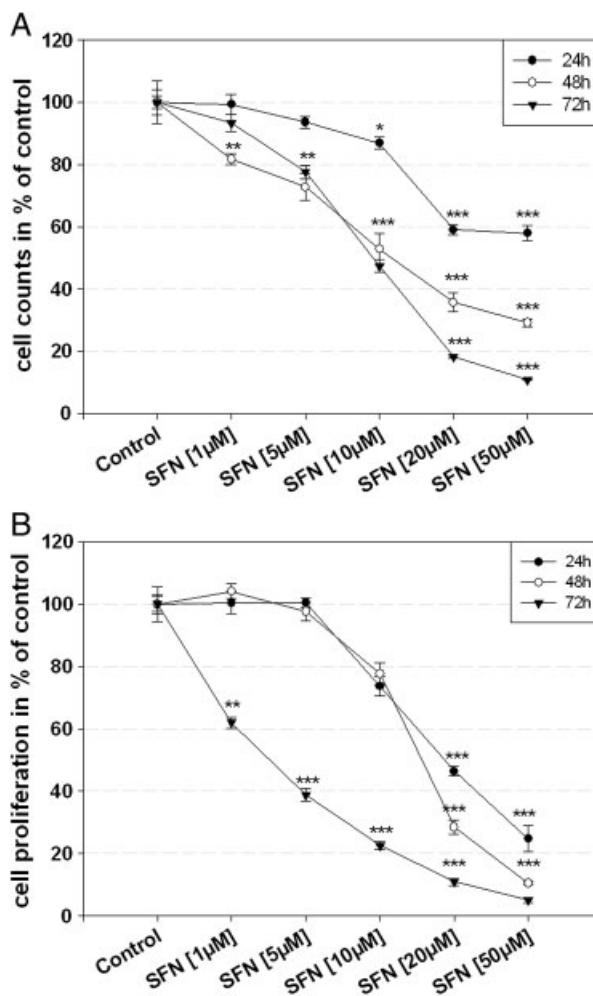 A
cell counts in % of control
120
100
80
60
40
20
0
24h
48h
72h
*
**
**
***
***
***
***
***
***
***
Control
SFN [1µM]
SFN [5µM]
SFN [10µM]
SFN [20µM]
SFN [50µM]
B
cell proliferation in % of control
120
100
80
60
40
20
0
24h
48h
72h
**
***
***
***
***
***
***
***
Control
SFN [1µM]
SFN [5µM]
SFN [10µM]
SFN [20µM]
SFN [50µM]